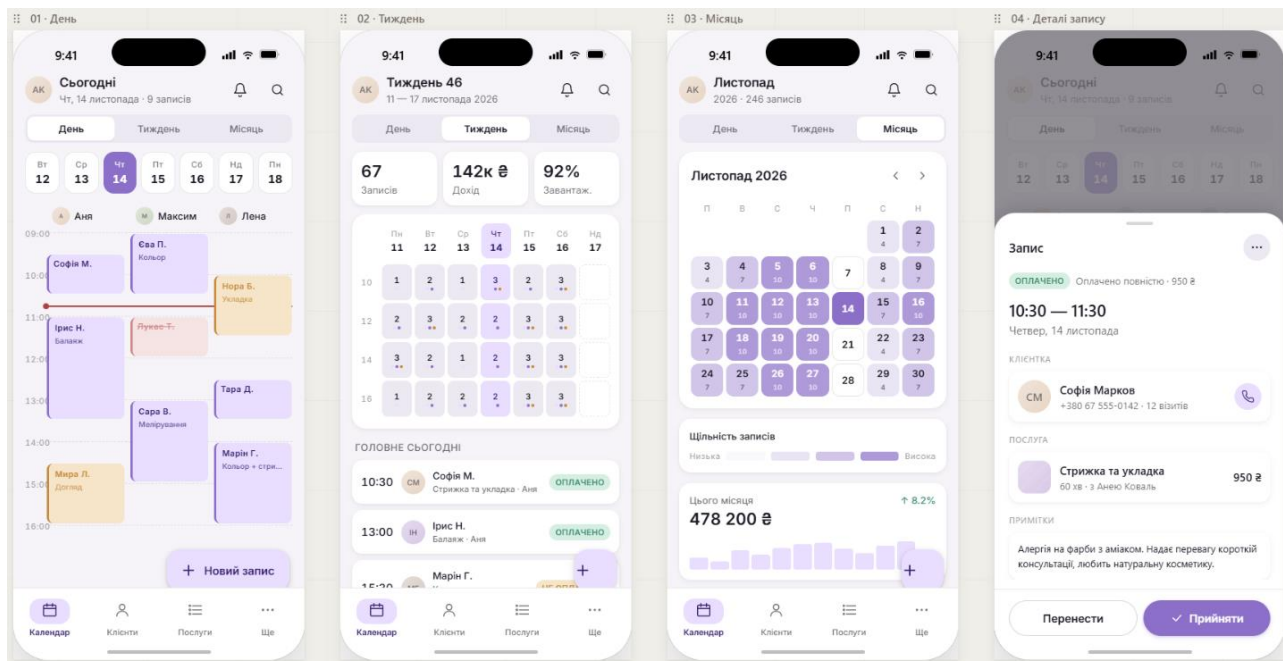 01 · День
9:41
АК
Сьогодні
Чт, 14 листопада · 9 записів
День Тиждень Місяць
Вт Ср Чт Пт Сб Нд Пн
12 13 14 15 16 17 18
А Аня М Максим Л Лена
09:00
Єва П.
Кольор
Софія М.
10:00
Нора Б.
Укладка
11:00
Ірис Н.
Балаяж
Лукас Т.
12:00
Тара Д.
13:00
Сара В.
Мелірування
14:00
Марін Г.
Кольор + стри...
Мира Л.
Догляд
15:00
16:00
+ Новий запис
Календар Клієнти Послуги Ще
02 · Тиждень
9:41
АК
Тиждень 46
11 — 17 листопада 2026
День Тиждень Місяць
67 142к ₴ 92%
Записів Дохід Завантаж.
Пн Вт Ср Чт Пт Сб Нд
11 12 13 14 15 16 17
10 1 2 1 3 2 3
12 2 3 2 2 3 3
14 3 2 1 2 3 3
16 1 2 2 2 3 3
ГОЛОВНЕ СЬОГОДНІ
10:30 СМ Софія М. ОПЛАЧЕНО
Стрижка та укладка · Аня
13:00 ІН Ірис Н. ОПЛАЧЕНО
Балаяж · Аня
Марін Г.
+
Календар Клієнти Послуги Ще
03 · Місяць
9:41
АК
Листопад
2026 · 246 записів
День Тиждень Місяць
Листопад 2026
П В С Ч П С Н
1 2
4 7
3 4 5 6 7 8 9
4 7 10 10 4 7
10 11 12 13 14 15 16
7 10 10 10 7 10
17 18 19 20 21 22 23
7 10 10 10 4 7
24 25 26 27 28 29 30
7 7 10 10 4 7
Щільність записів
Низька Висока
Цього місяця ↑ 8.2%
478 200 ₴
+
Календар Клієнти Послуги Ще
04 · Деталі запису
9:41
АК
Сьогодні
Чт, 14 листопада · 9 записів
День Тиждень Місяць
Вт Ср Чт Пт Сб Нд Пн
12 13 14 15 16 17 18
Запис
ОПЛАЧЕНО Оплачено повністю · 950 ₴
10:30 — 11:30
Четвер, 14 листопада
КЛІЄНТКА
СМ Софія Марков
+380 67 555-0142 · 12 візитів
ПОСЛУГА
Стрижка та укладка 950 ₴
60 хв · з Анею Коваль
ПРИМІТКИ
Алергія на фарби з аміаком. Надає перевагу короткій
консультації, любить натуральну косметику.
Перенести ✓ Прийняти